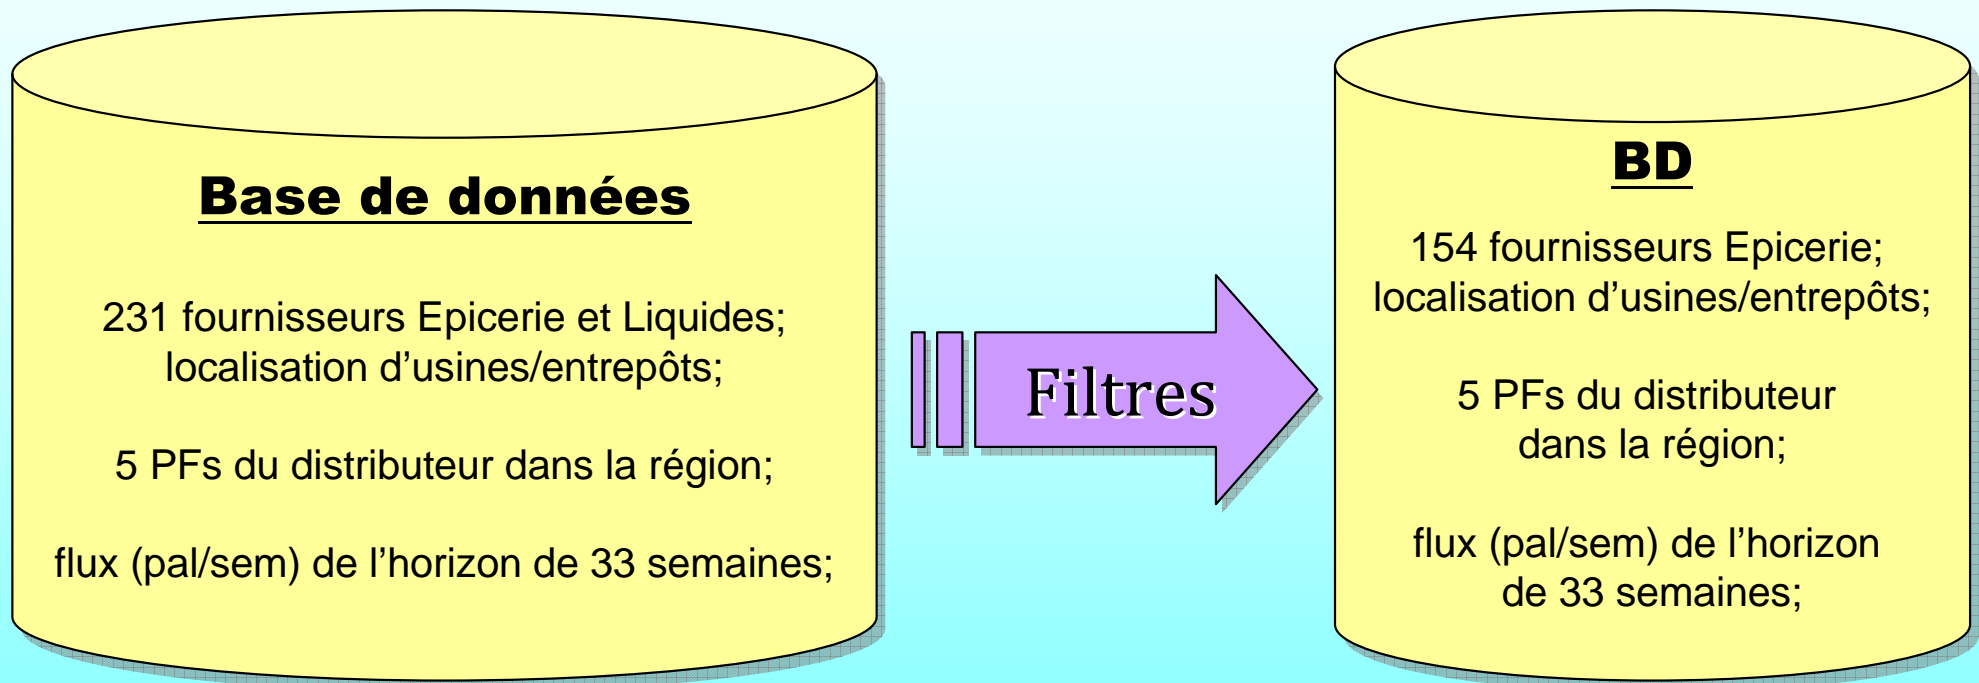 Base de données
231 fournisseurs Epicerie et Liquides;
localisation d'usines/entrepôts;
5 PFs du distributeur dans la région;
flux (pal/sem) de l'horizon de 33 semaines;
Filtres
BD
154 fournisseurs Epicerie;
localisation d'usines/entrepôts;
5 PFs du distributeur
dans la région;
flux (pal/sem) de l'horizon
de 33 semaines;